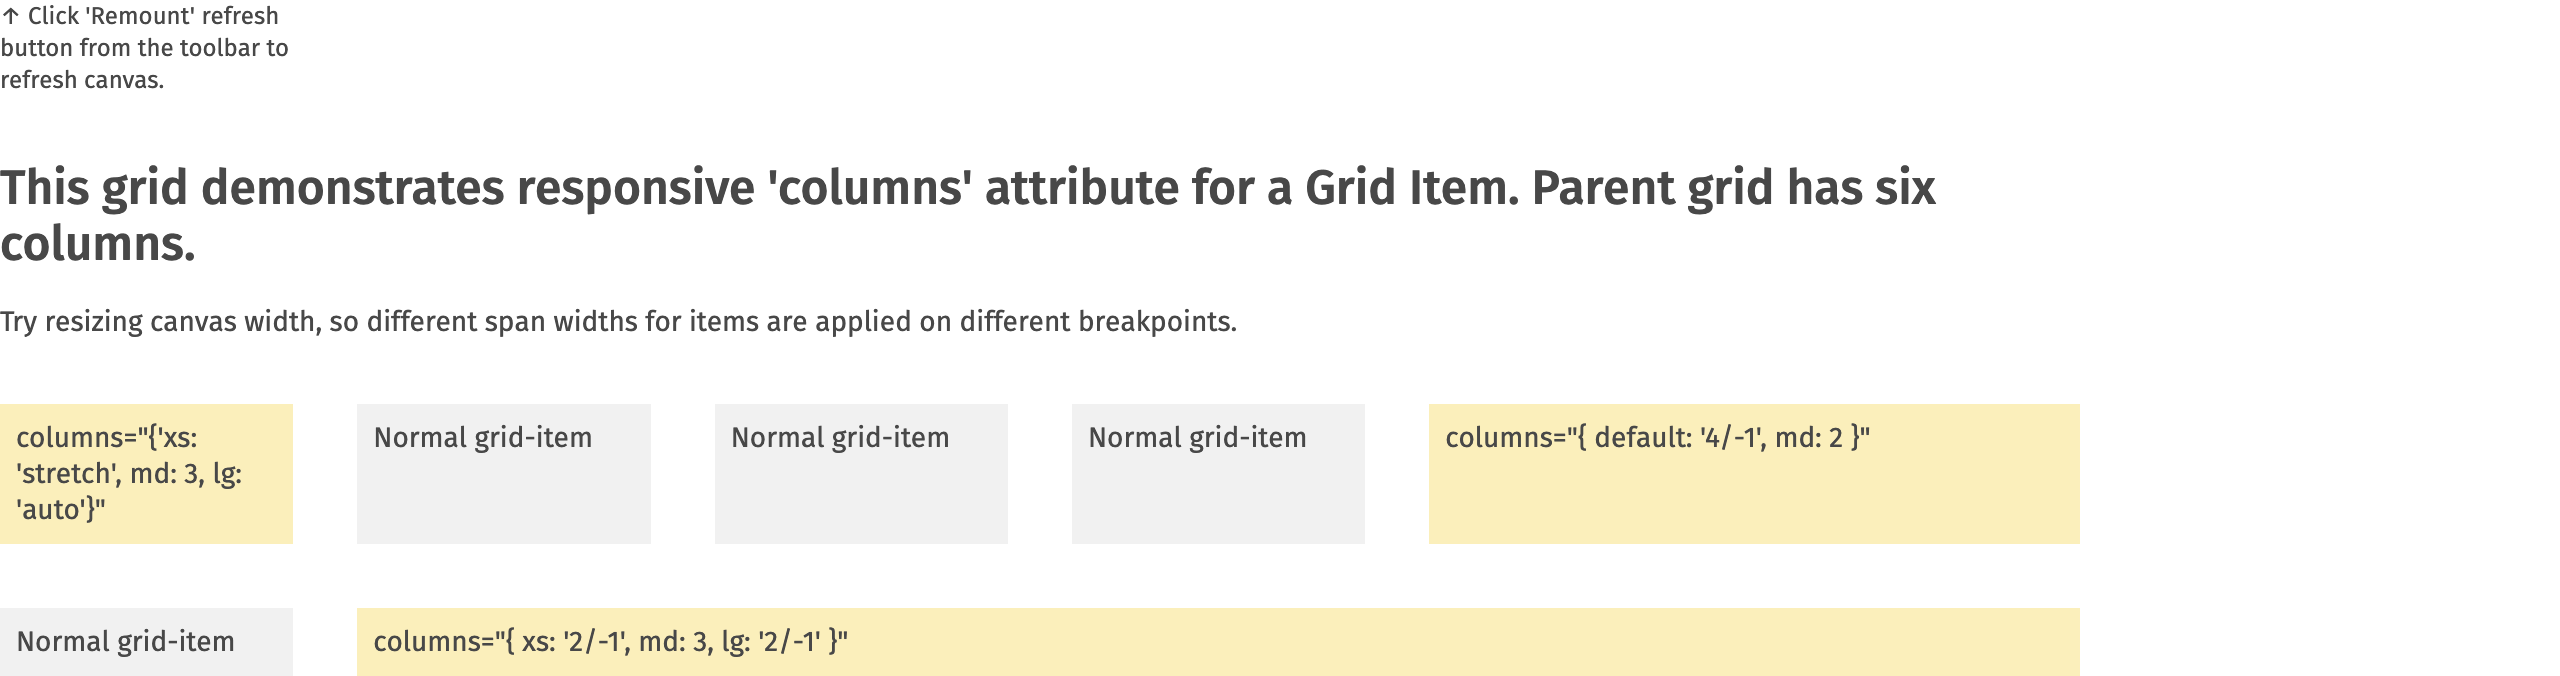 ↑ Click 'Remount' refresh
button from the toolbar to
refresh canvas.
This grid demonstrates responsive 'columns' attribute for a Grid Item. Parent grid has six
columns.
Try resizing canvas width, so different span widths for items are applied on different breakpoints.
columns="{'xs:
'stretch', md: 3, lg:
'auto'}"
Normal grid-item
Normal grid-item
Normal grid-item
columns="{ default: '4/-1', md: 2 }"
Normal grid-item
columns="{ xs: '2/-1', md: 3, lg: '2/-1' }"